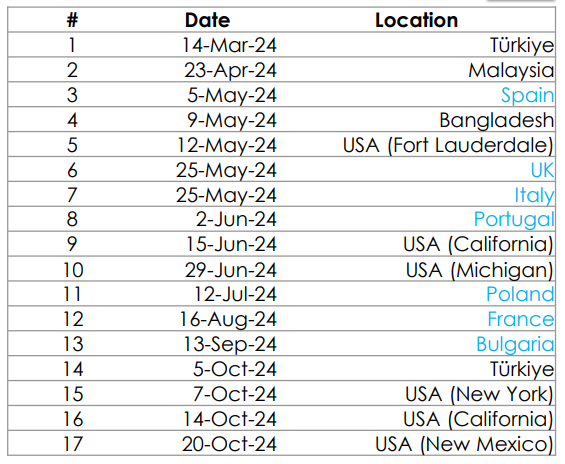 # Date Location
1 14-Mar-24 Türkiye
2 23-Apr-24 Malaysia
3 5-May-24 Spain
4 9-May-24 Bangladesh
5 12-May-24 USA (Fort Lauderdale)
6 25-May-24 UK
7 25-May-24 Italy
8 2-Jun-24 Portugal
9 15-Jun-24 USA (California)
10 29-Jun-24 USA (Michigan)
11 12-Jul-24 Poland
12 16-Aug-24 France
13 13-Sep-24 Bulgaria
14 5-Oct-24 Türkiye
15 7-Oct-24 USA (New York)
16 14-Oct-24 USA (California)
17 20-Oct-24 USA (New Mexico)